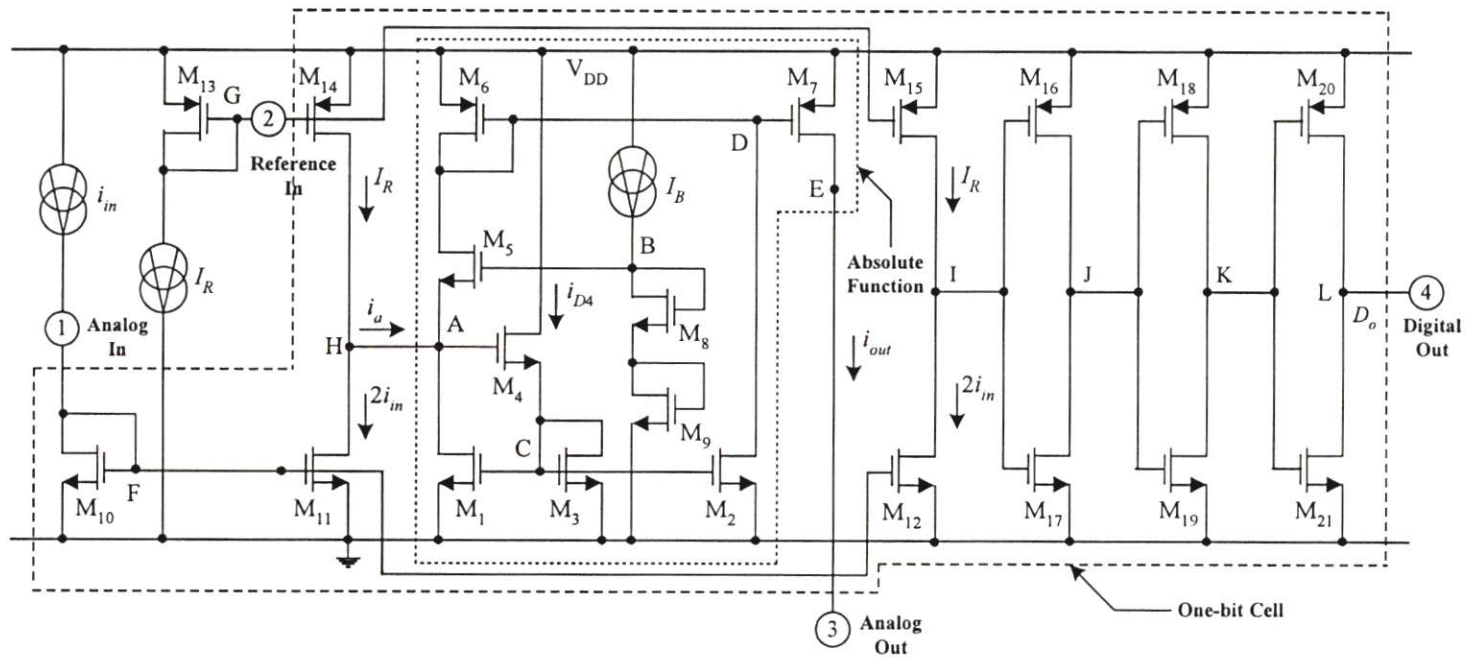 M13
G
2
Reference
In
M14
IR
M6
VDD
D
M7
E
M15
IR
M16
M18
M20
iin
IR
1
Analog
In
H
ia
A
M5
iD4
M4
B
IB
M8
M9
Absolute
Function
iout
I
J
K
L
Do
4
Digital
Out
2iin
2iin
F
M10
M11
M1
C
M3
M2
M12
M17
M19
M21
3
Analog
Out
One-bit Cell